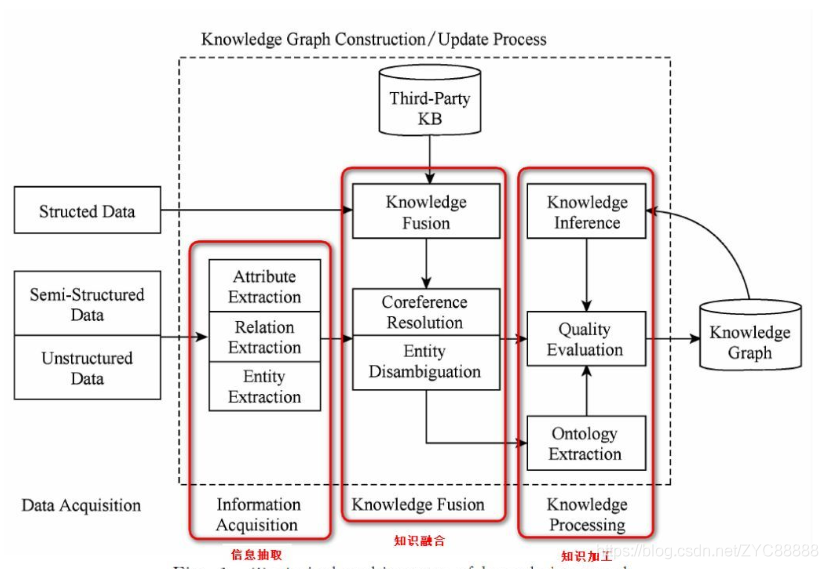 Knowledge Graph Construction/Update Process
Third-Party
KB
Structed Data
Knowledge
Fusion
Knowledge
Inference
Semi-Structured
Data
Unstructured
Data
Attribute
Extraction
Relation
Extraction
Entity
Extraction
Coreference
Resolution
Entity
Disambiguation
Quality
Evaluation
Ontology
Extraction
Knowledge
Graph
Data Acquisition
Information
Acquisition
信息抽取
Knowledge Fusion
知识融合
Knowledge
Processing
知识加工
https://blog.csdn.net/ZYC88888